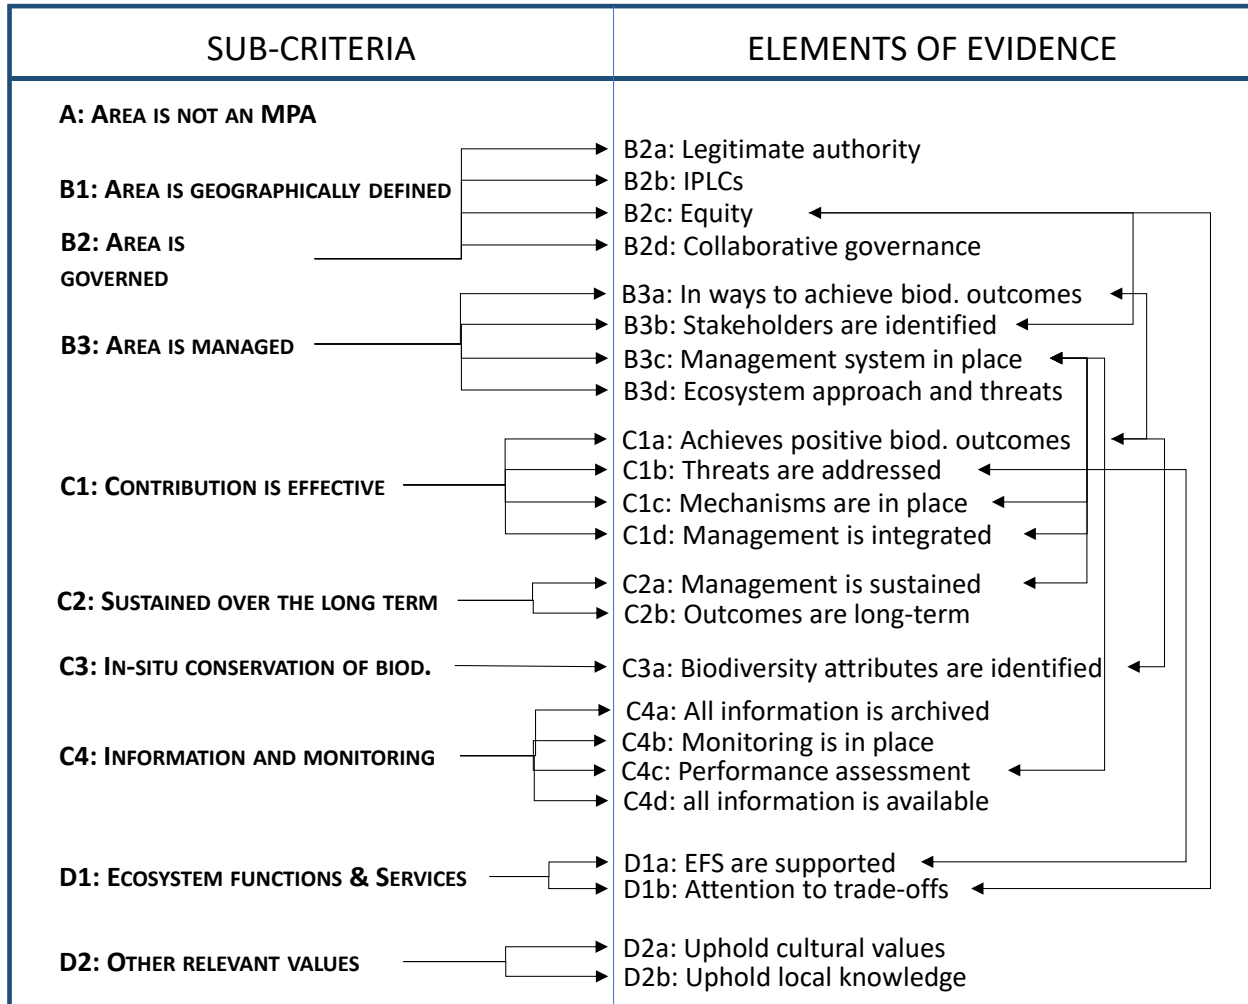 SUB-CRITERIA
ELEMENTS OF EVIDENCE
A: AREA IS NOT AN MPA
B1: AREA IS GEOGRAPHICALLY DEFINED
B2: AREA IS
GOVERNED
B2a: Legitimate authority
B2b: IPLCs
B2c: Equity
B2d: Collaborative governance
B3: AREA IS MANAGED
B3a: In ways to achieve biod. outcomes
B3b: Stakeholders are identified
B3c: Management system in place
B3d: Ecosystem approach and threats
C1: CONTRIBUTION IS EFFECTIVE
C1a: Achieves positive biod. outcomes
C1b: Threats are addressed
C1c: Mechanisms are in place
C1d: Management is integrated
C2: SUSTAINED OVER THE LONG TERM
C2a: Management is sustained
C2b: Outcomes are long-term
C3: IN-SITU CONSERVATION OF BIOD.
C3a: Biodiversity attributes are identified
C4: INFORMATION AND MONITORING
C4a: All information is archived
C4b: Monitoring is in place
C4c: Performance assessment
C4d: all information is available
D1: ECOSYSTEM FUNCTIONS & SERVICES
D1a: EFS are supported
D1b: Attention to trade-offs
D2: OTHER RELEVANT VALUES
D2a: Uphold cultural values
D2b: Uphold local knowledge